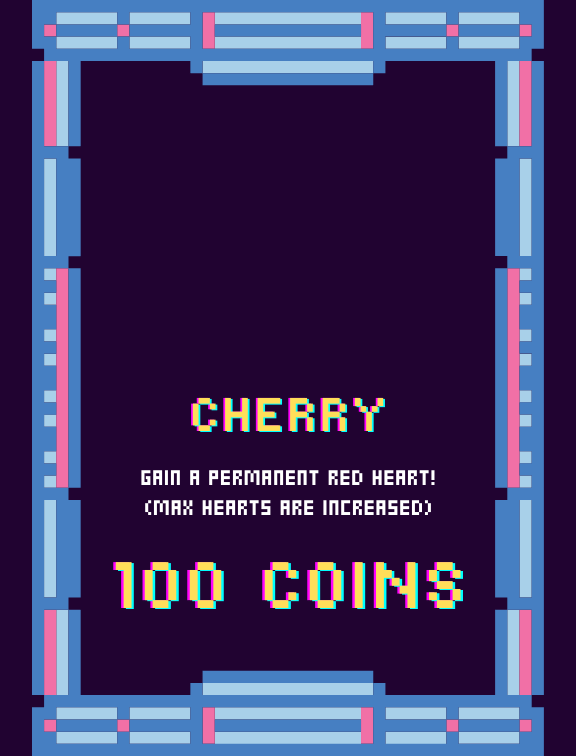 CHERRY
GAIN A PERMANENT RED HEART!
(MAX HEARTS ARE INCREASED)
100 COINS